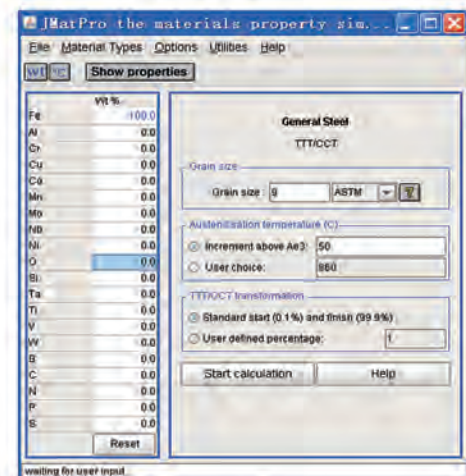 JMatPro the materials property sim...
File Material Types Options Utilities Help
wt °C Show properties
Wt %
Fe 100.0
Al 0.0
Cr 0.0
Cu 0.0
Co 0.0
Mn 0.0
Mo 0.0
Nb 0.0
Ni 0.0
O 0.0
Si 0.0
Ta 0.0
Ti 0.0
V 0.0
W 0.0
B 0.0
C 0.0
N 0.0
P 0.0
S 0.0
Reset
General Steel
TTT/CCT
Grain size
Grain size : 9 ASTM ?
Austenitisation temperature (C)
Increment above Ae3: 50
User choice: 860
TTT/CCT transformation
Standard start (0.1%) and finish (99.9%)
User defined percentage: 1
Start calculation Help
waiting for user input